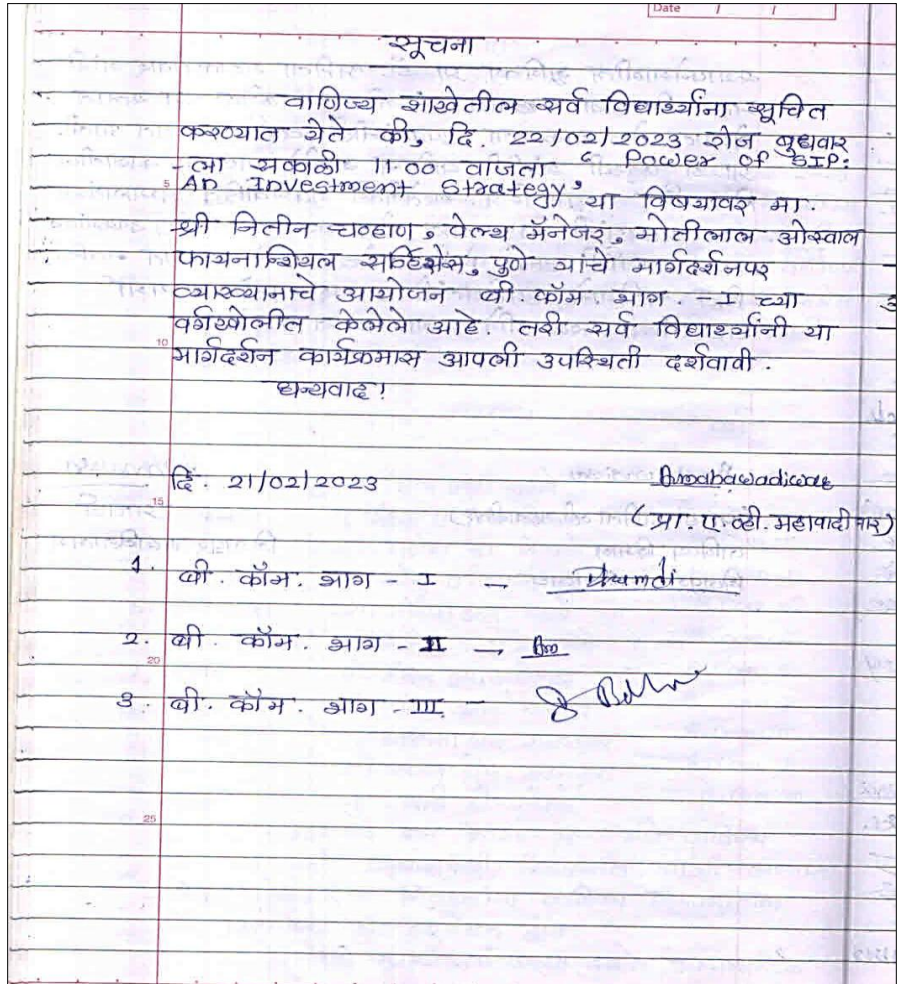 Date / /
सूचना
वाणिज्य शाखेतील सर्व विद्यार्थ्यांना सूचित
करण्यात येते की, दि. 22/02/2023 रोज बुधवार
-ला सकाळी 11.00 वाजता “ Power of SIP:
An Investment Strategy” या विषयावर मा.
श्री नितीन चव्हाण, वेल्थ मॅनेजर, मोतीलाल ओस्वाल
फायनान्शियल सर्व्हिसेस, पुणे यांचे मार्गदर्शनपर
व्याख्यानाचे आयोजन बी कॉम भाग - I च्या
वर्गखोलीत केलेले आहे. तरी सर्व विद्यार्थ्यांनी या
मार्गदर्शन कार्यक्रमास आपली उपस्थिती दर्शवावी.
धन्यवाद!
दि. 21/02/2023
(प्रा. ए. व्ही. महाबादीवार)
1. बी. कॉम. भाग - I -
2. बी. कॉम. भाग - II -
3. बी. कॉम. भाग - III -